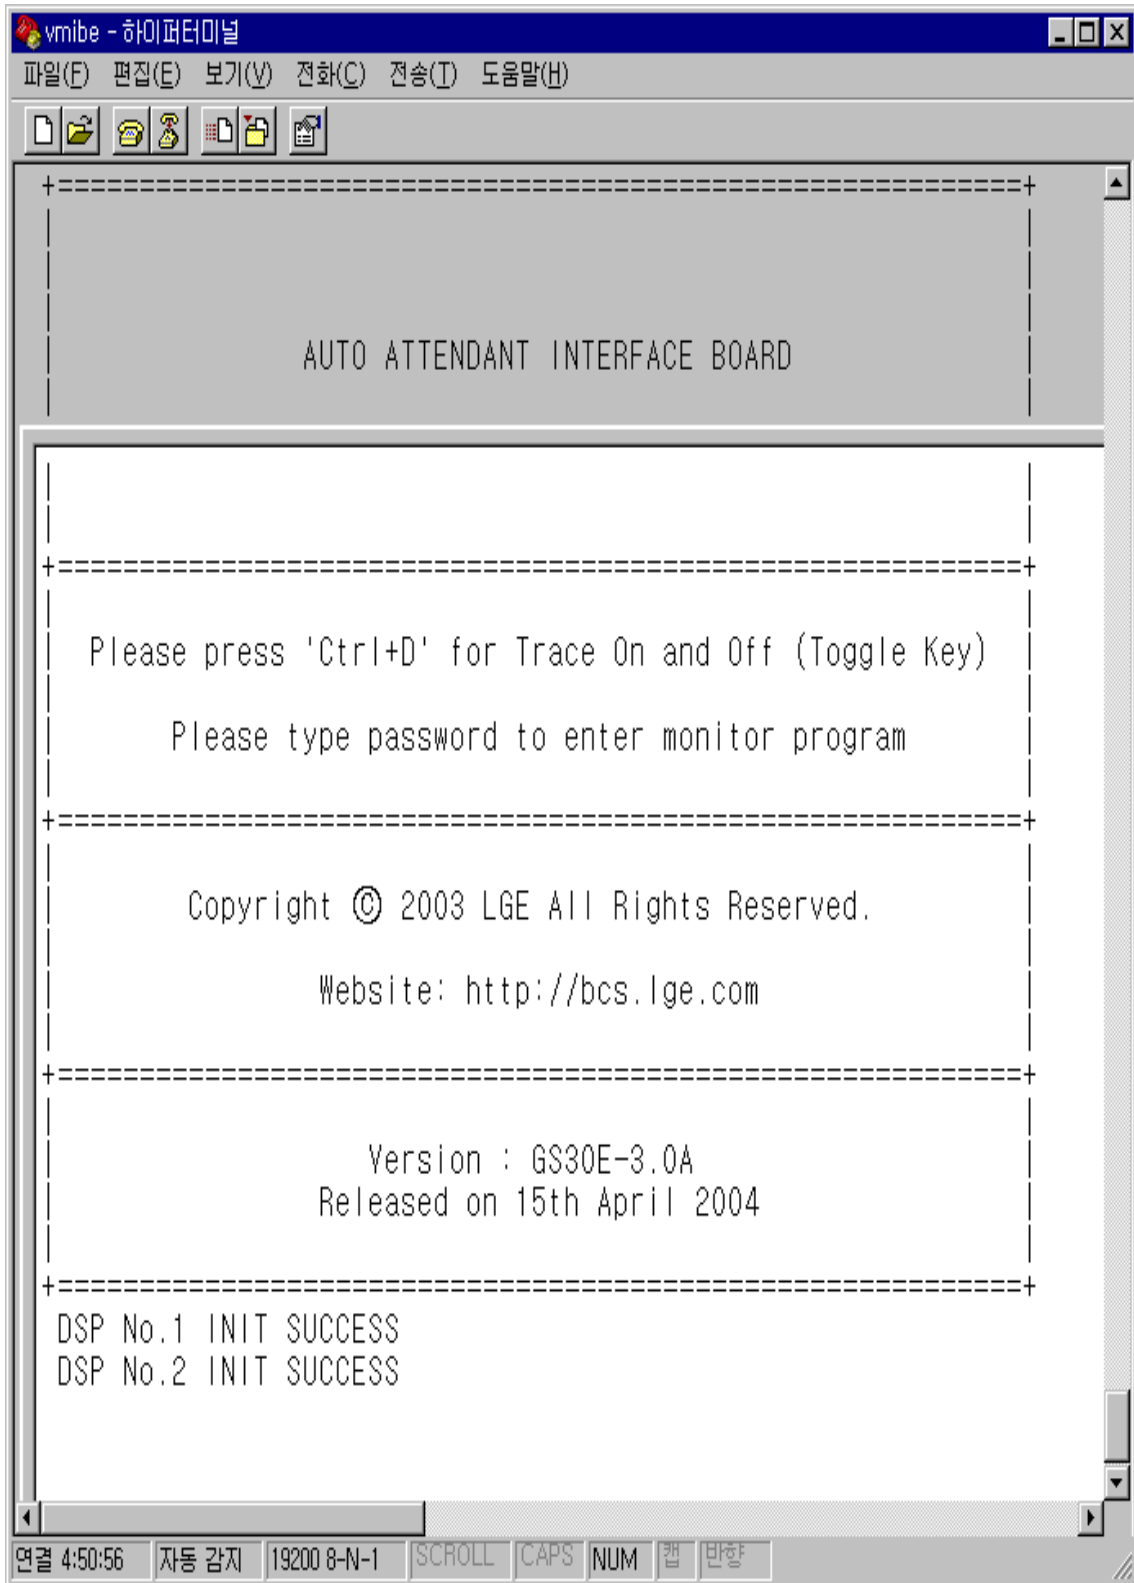 vmibe - 하이퍼터미널
파일(F) 편집(E) 보기(V) 전화(C) 전송(T) 도움말(H)
+===========================================================+
AUTO ATTENDANT INTERFACE BOARD
+===========================================================+
Please press 'Ctrl+D' for Trace On and Off (Toggle Key)
Please type password to enter monitor program
+===========================================================+
Copyright ⓒ 2003 LGE All Rights Reserved.
Website: http://bcs.lge.com
+===========================================================+
Version : GS30E-3.0A
Released on 15th April 2004
+===========================================================+
DSP No.1 INIT SUCCESS
DSP No.2 INIT SUCCESS
연결 4:50:56 자동 감지 19200 8-N-1 SCROLL CAPS NUM 캡 반향